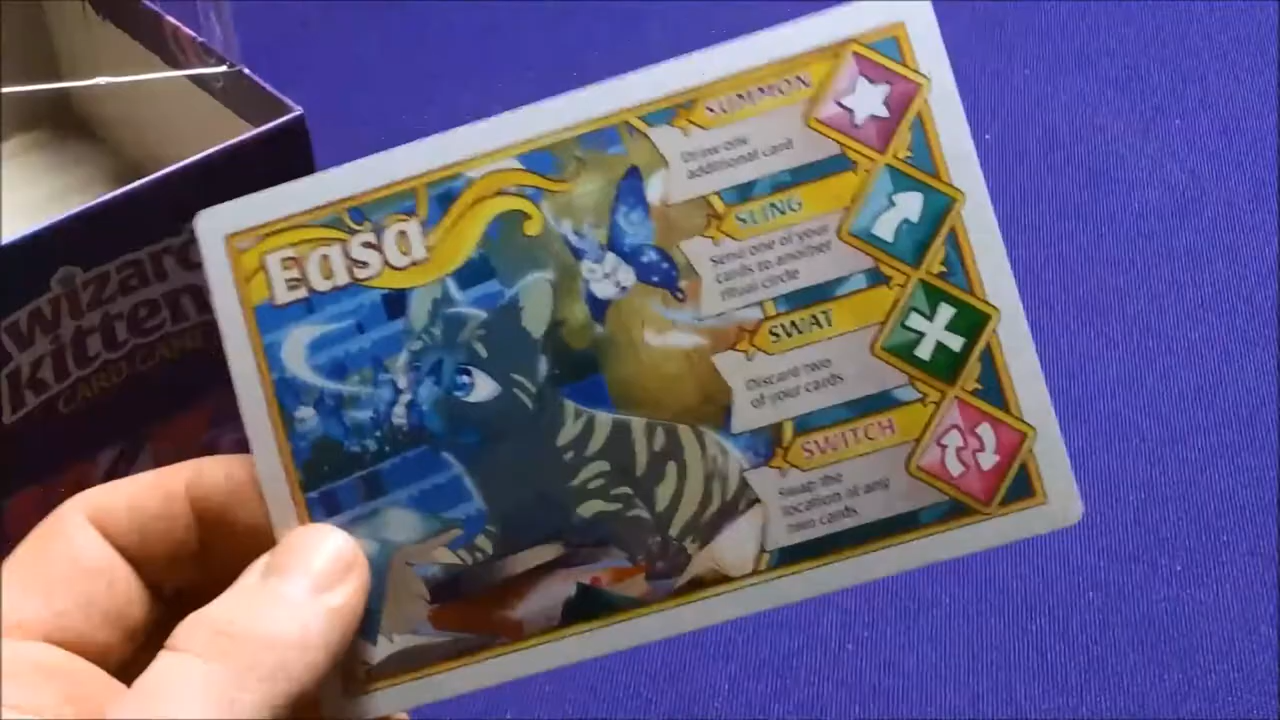 wizard
kittens
CARD GAME
Easa
SUMMON
Draw one
additional card
SLING
Send one of your
cards to another
ritual circle
SWAT
Discard two
of your cards
SWITCH
Swap the
location of any
two cards